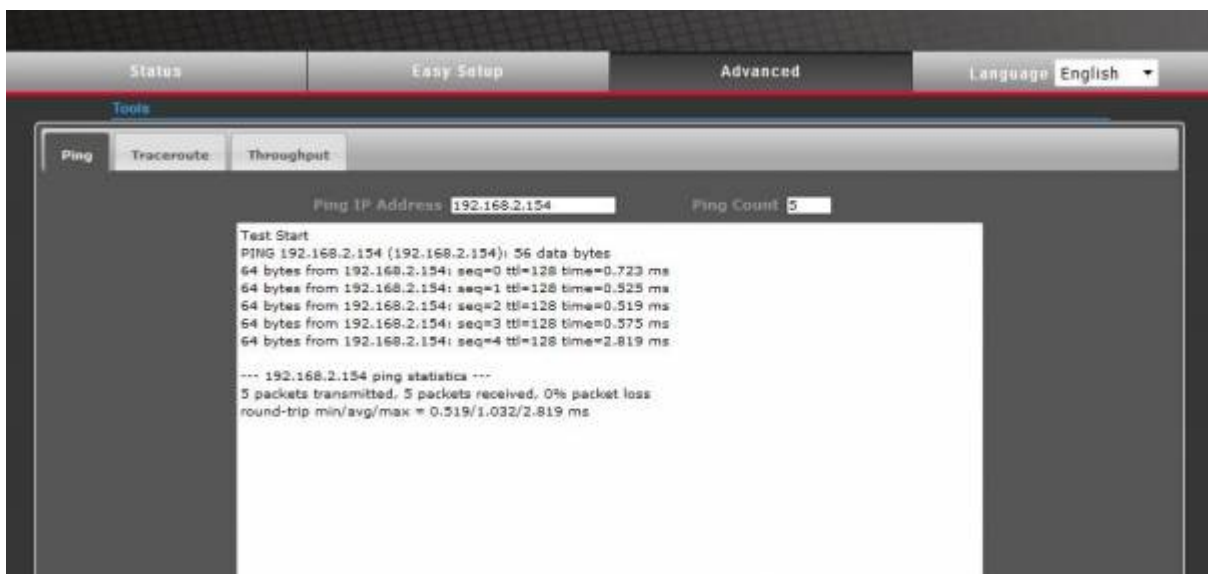 Status Easy Setup Advanced Language English
Tools
Ping Traceroute Throughput
Ping IP Address 192.168.2.154 Ping Count 5
Test Start
PING 192.168.2.154 (192.168.2.154): 56 data bytes
64 bytes from 192.168.2.154: seq=0 ttl=128 time=0.723 ms
64 bytes from 192.168.2.154: seq=1 ttl=128 time=0.525 ms
64 bytes from 192.168.2.154: seq=2 ttl=128 time=0.519 ms
64 bytes from 192.168.2.154: seq=3 ttl=128 time=0.575 ms
64 bytes from 192.168.2.154: seq=4 ttl=128 time=2.819 ms
--- 192.168.2.154 ping statistics ---
5 packets transmitted, 5 packets received, 0% packet loss
round-trip min/avg/max = 0.519/1.032/2.819 ms